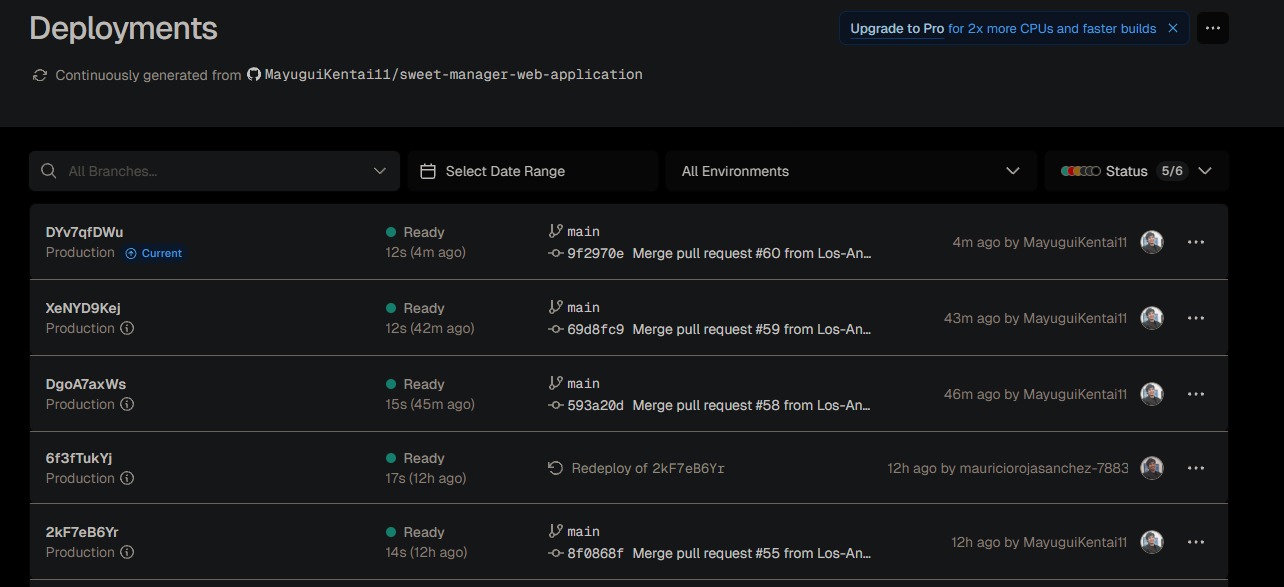 Deployments
Upgrade to Pro for 2x more CPUs and faster builds
Continuously generated from MayuguiKentai11/sweet-manager-web-application
All Branches...
Select Date Range
All Environments
Status 5/6
DYv7qfDWu
Production Current
Ready
12s (4m ago)
main
9f2970e Merge pull request #60 from Los-An...
4m ago by MayuguiKentai11
XeNYD9Kej
Production
Ready
12s (42m ago)
main
69d8fc9 Merge pull request #59 from Los-An...
43m ago by MayuguiKentai11
DgoA7axWs
Production
Ready
15s (45m ago)
main
593a20d Merge pull request #58 from Los-An...
46m ago by MayuguiKentai11
6f3fTukYj
Production
Ready
17s (12h ago)
Redeploy of 2kF7eB6Yr
12h ago by mauriciorojasanchez-7883
2kF7eB6Yr
Production
Ready
14s (12h ago)
main
8f0868f Merge pull request #55 from Los-An...
12h ago by MayuguiKentai11